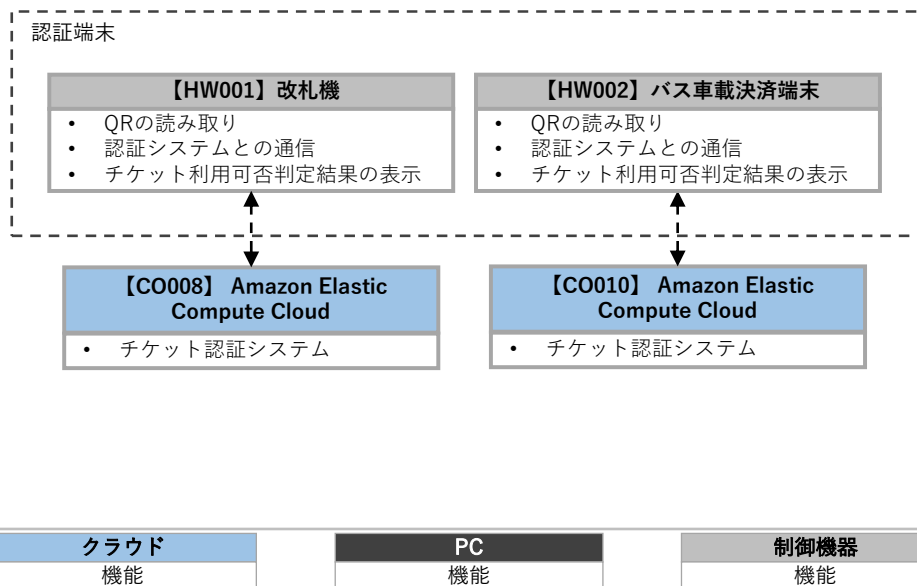 認証端末
【HW001】改札機
• QRの読み取り
• 認証システムとの通信
• チケット利用可否判定結果の表示
【HW002】バス車載決済端末
• QRの読み取り
• 認証システムとの通信
• チケット利用可否判定結果の表示
【CO008】 Amazon Elastic
Compute Cloud
• チケット認証システム
【CO010】 Amazon Elastic
Compute Cloud
• チケット認証システム
クラウド
機能
PC
機能
制御機器
機能